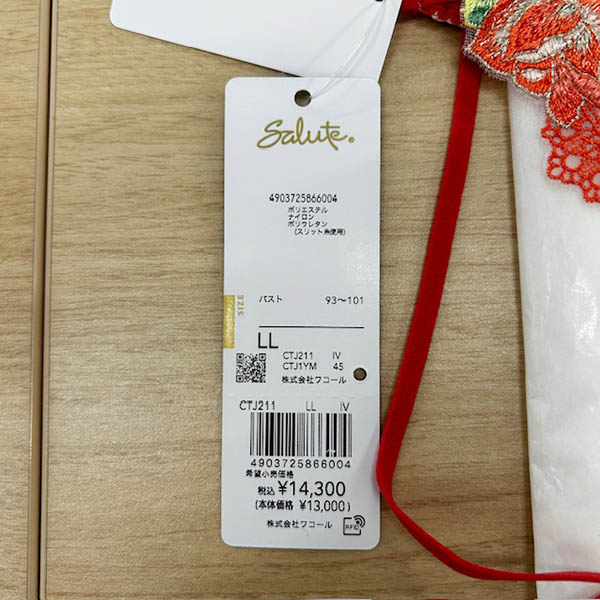 Salute®
4903725866004
ポリエステル
ナイロン
ポリウレタン
(スリット糸使用)
SIZE
バスト 93〜101
LL
CTJ211 IV
CTJ1YM 45
株式会社ワコール
CTJ211 LL IV
4903725866004
希望小売価格
税込 ¥14,300
(本体価格 ¥13,000)
株式会社ワコール
RFID